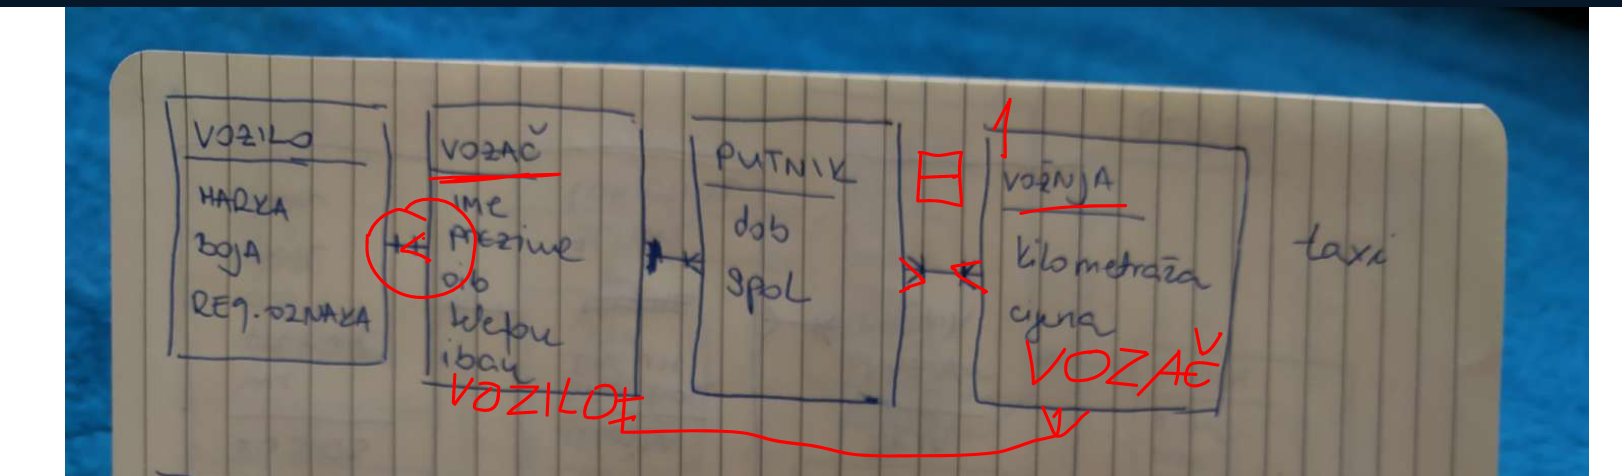 VOZILO
MARKA
BOJA
REG. OZNAKA
VOZAČ
ime
prezime
oib
telefon
iban
VOZILO
PUTNIK
dob
spol
1
VOŽNJA
kilometraža
cijena
VOZAČ
taxi